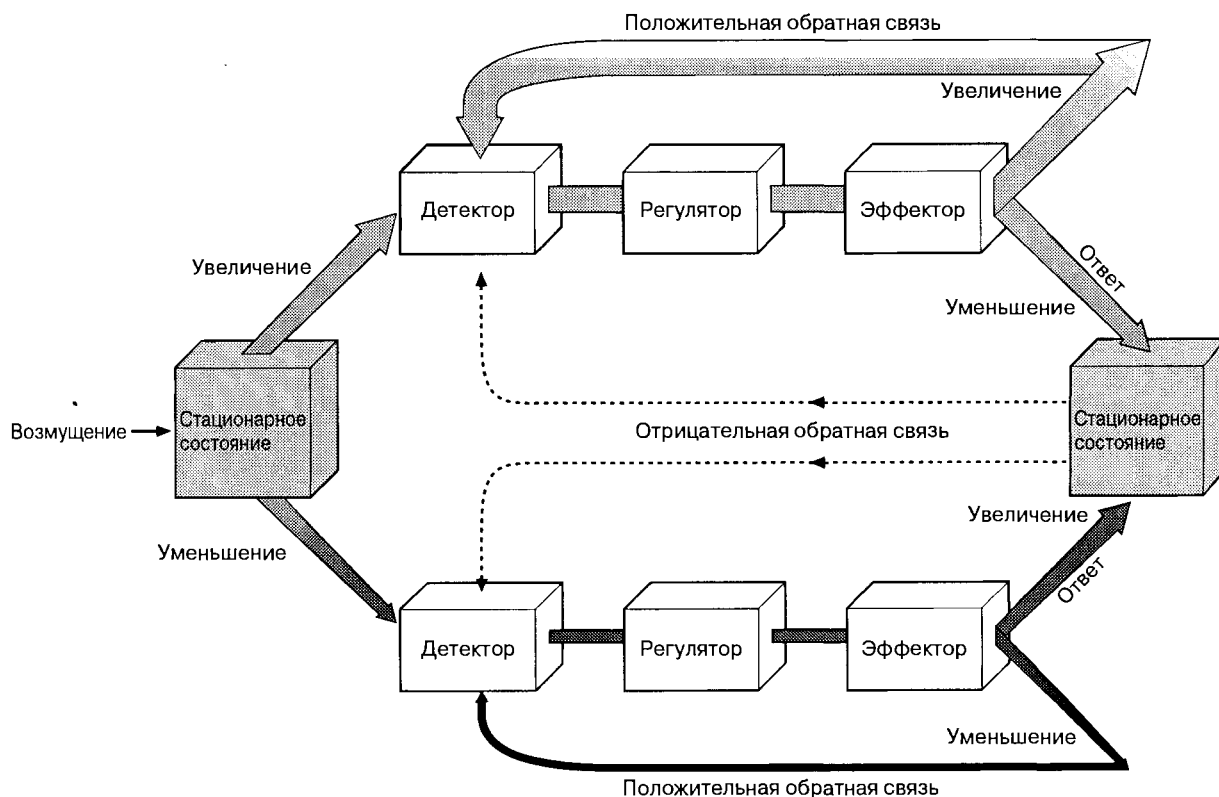 Положительная обратная связь
Увеличение
Детектор
Регулятор
Эффектор
Увеличение
Ответ
Уменьшение
Возмущение
Стационарное
состояние
Отрицательная обратная связь
Стационарное
состояние
Увеличение
Уменьшение
Ответ
Детектор
Регулятор
Эффектор
Уменьшение
Положительная обратная связь